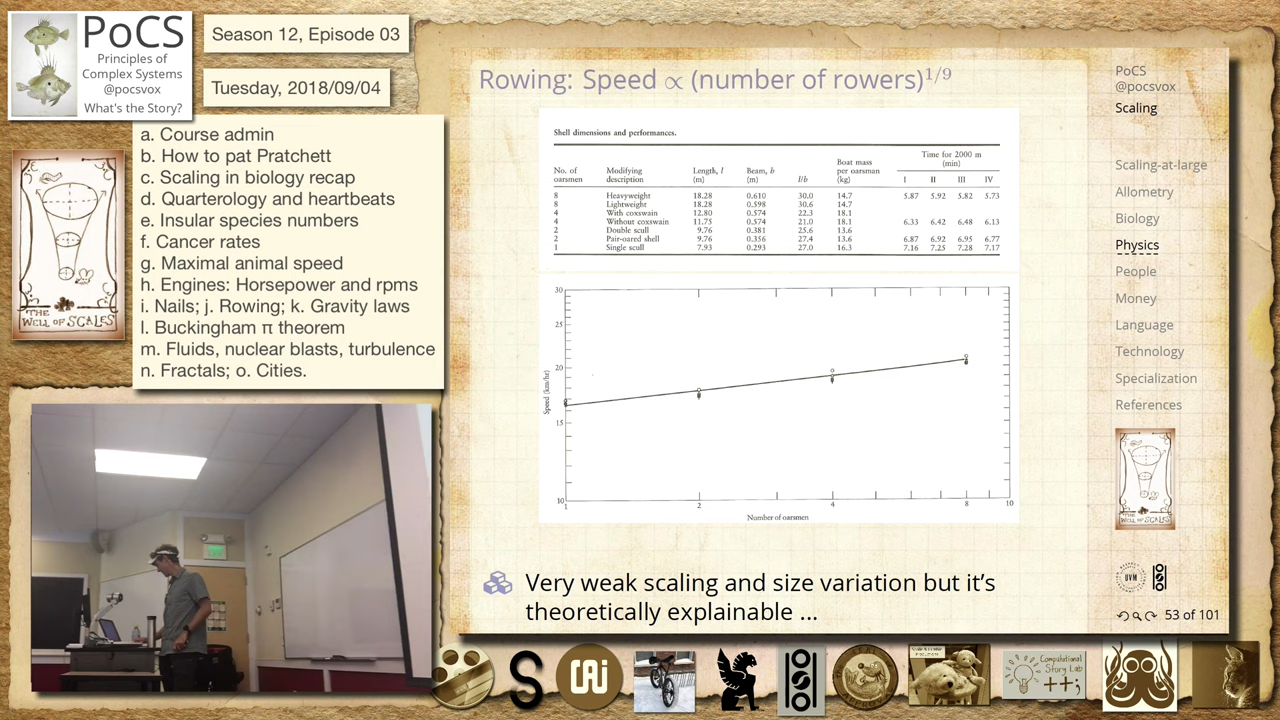 PoCS
Principles of
Complex Systems
@pocsvox
What's the Story?
Season 12, Episode 03
Tuesday, 2018/09/04
a. Course admin
b. How to pat Pratchett
c. Scaling in biology recap
d. Quarterology and heartbeats
e. Insular species numbers
f. Cancer rates
g. Maximal animal speed
h. Engines: Horsepower and rpms
i. Nails; j. Rowing; k. Gravity laws
l. Buckingham π theorem
m. Fluids, nuclear blasts, turbulence
n. Fractals; o. Cities.
THE
WELL OF SCALES
Rowing: Speed ∝ (number of rowers)^1/9
Shell dimensions and performances.
Time for 2000 m
(min)
No. of oarsmen Modifying description Length, l (m) Beam, b (m) l/b Boat mass per oarsman (kg) I II III IV
8 Heavyweight 18.28 0.610 30.0 14.7 5.87 5.92 5.82 5.73
8 Lightweight 18.28 0.598 30.6 14.7
4 With coxswain 12.80 0.574 22.3 18.1
4 Without coxswain 11.75 0.574 21.0 18.1 6.33 6.42 6.48 6.13
2 Double scull 9.76 0.381 25.6 13.6
2 Pair-oared shell 9.76 0.356 27.4 13.6 6.87 6.92 6.95 6.77
1 Single scull 7.93 0.293 27.0 16.3 7.16 7.25 7.28 7.17
30
25
20
15
10
Speed (km/hr)
1 2 4 8 10
Number of oarsmen
Very weak scaling and size variation but it's
theoretically explainable ...
PoCS
@pocsvox
Scaling
Scaling-at-large
Allometry
Biology
Physics
People
Money
Language
Technology
Specialization
References
THE
WELL OF SCALES
UVM
53 of 101
Computational
Story Lab
++;